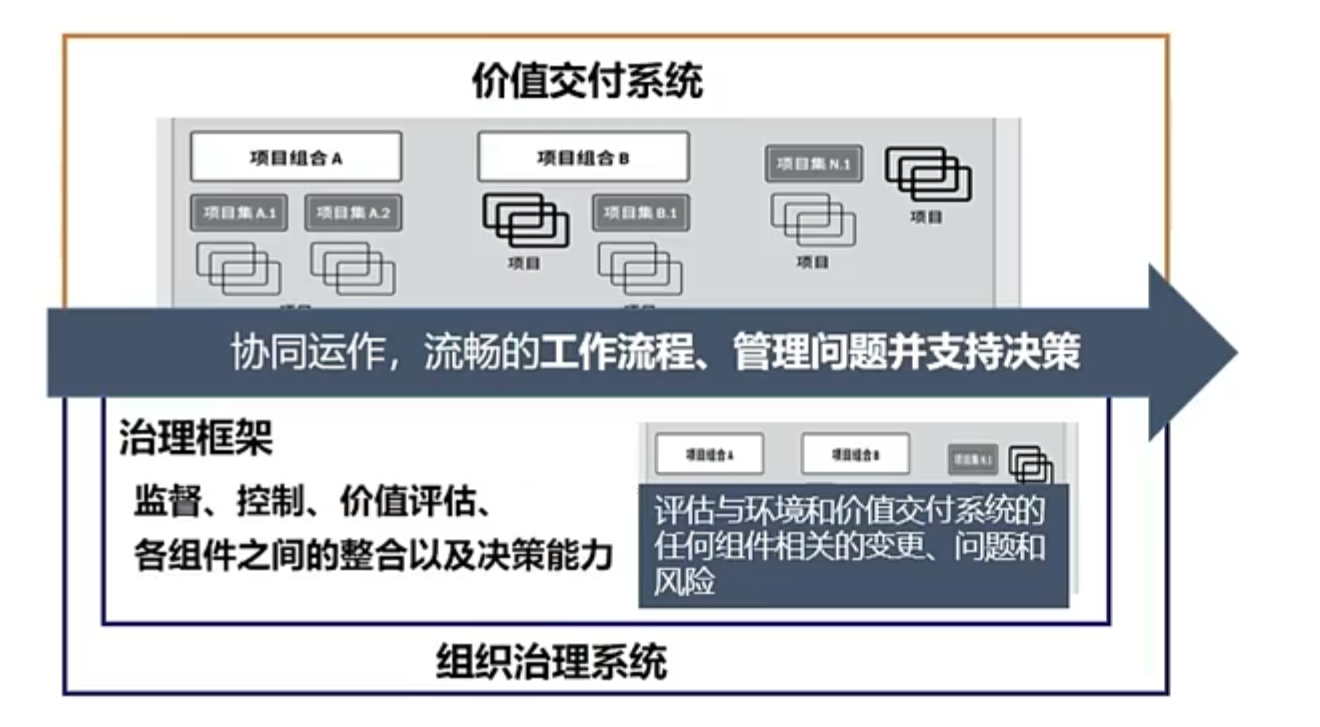 价值交付系统
项目组合 A
项目组合 B
项目集 N.1
项目
项目集 A.1
项目集 A.2
项目集 B.1
项目
项目
协同运作，流畅的工作流程、管理问题并支持决策
治理框架
监督、控制、价值评估、
各组件之间的整合以及决策能力
项目组合 A
项目组合 B
项目集 N.1
评估与环境和价值交付系统的
任何组件相关的变更、问题和
风险
组织治理系统